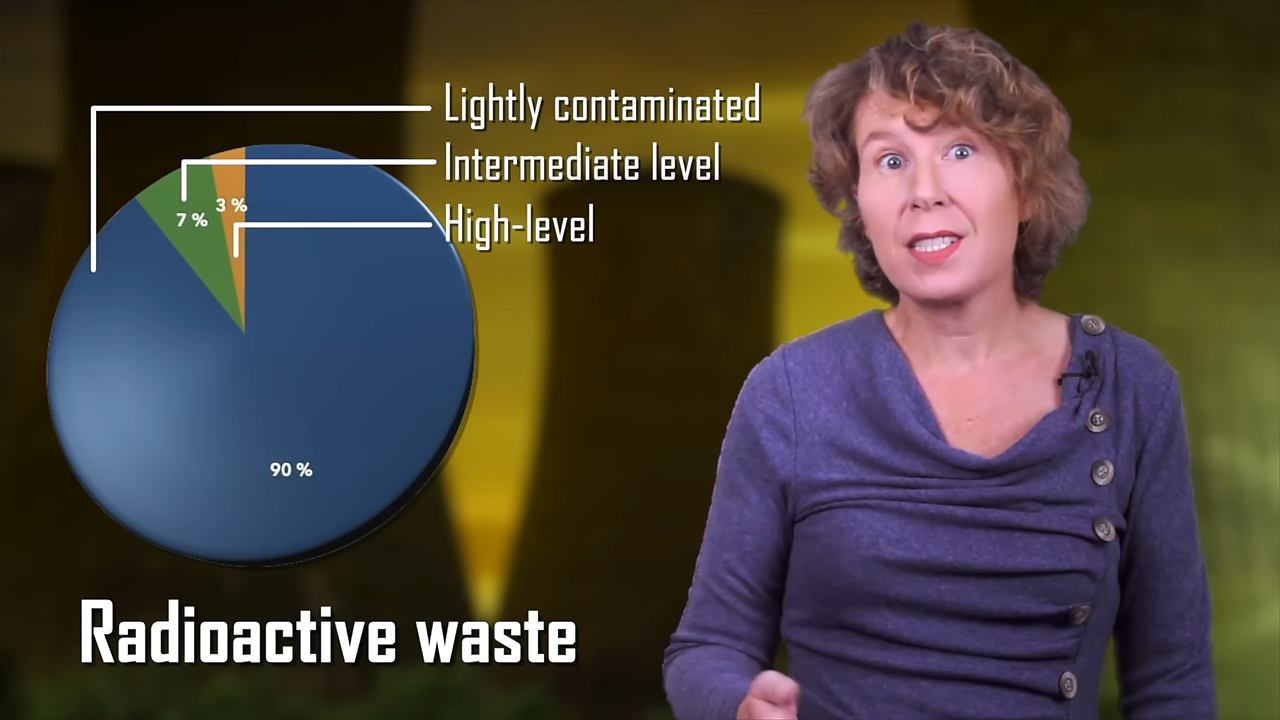 Lightly contaminated
Intermediate level
High-level
7 %
3 %
90 %
Radioactive waste